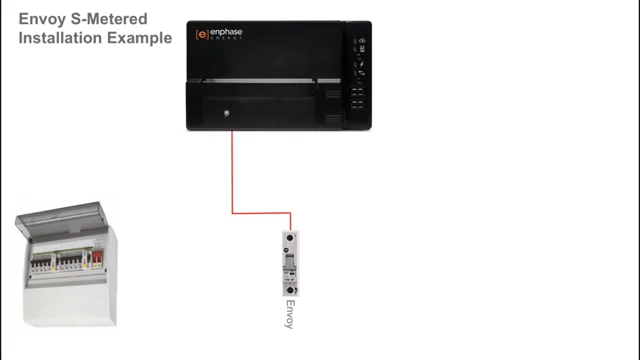 Envoy S-Metered
Installation Example
[e] enphase
ENERGY
Envoy